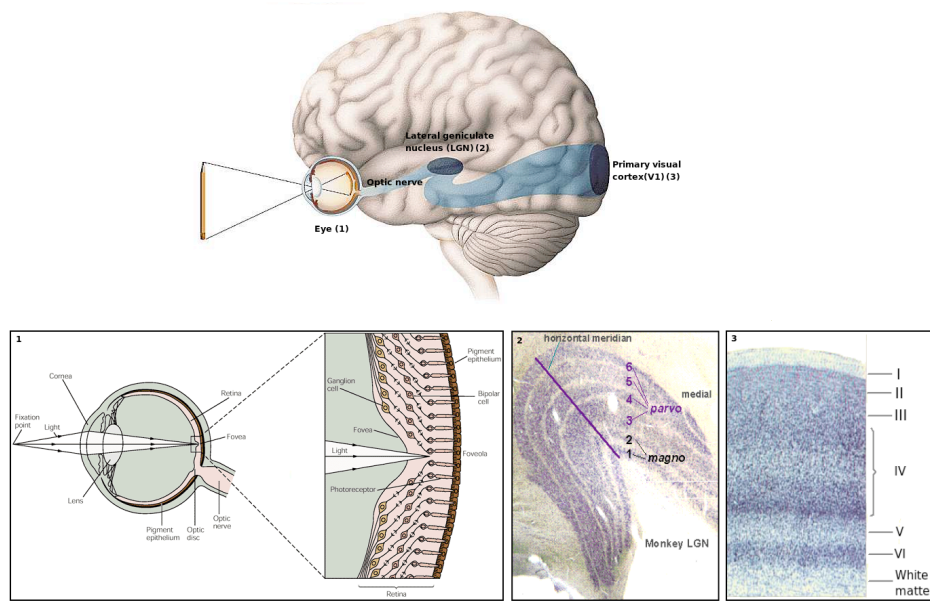 Lateral geniculate
nucleus (LGN) (2)
Optic nerve
Primary visual
cortex(V1) (3)
Eye (1)
1
Cornea
Retina
Fixation
point
Light
Fovea
Lens
Pigment
epithelium
Optic
disc
Optic
nerve
Pigment
epithelium
Ganglion
cell
Bipolar
cell
Fovea
Light
Foveola
Photoreceptor
Retina
2
horizontal meridian
6
5
4
3
parvo
medial
2
1
magno
Monkey LGN
3
I
II
III
IV
V
VI
White
matte